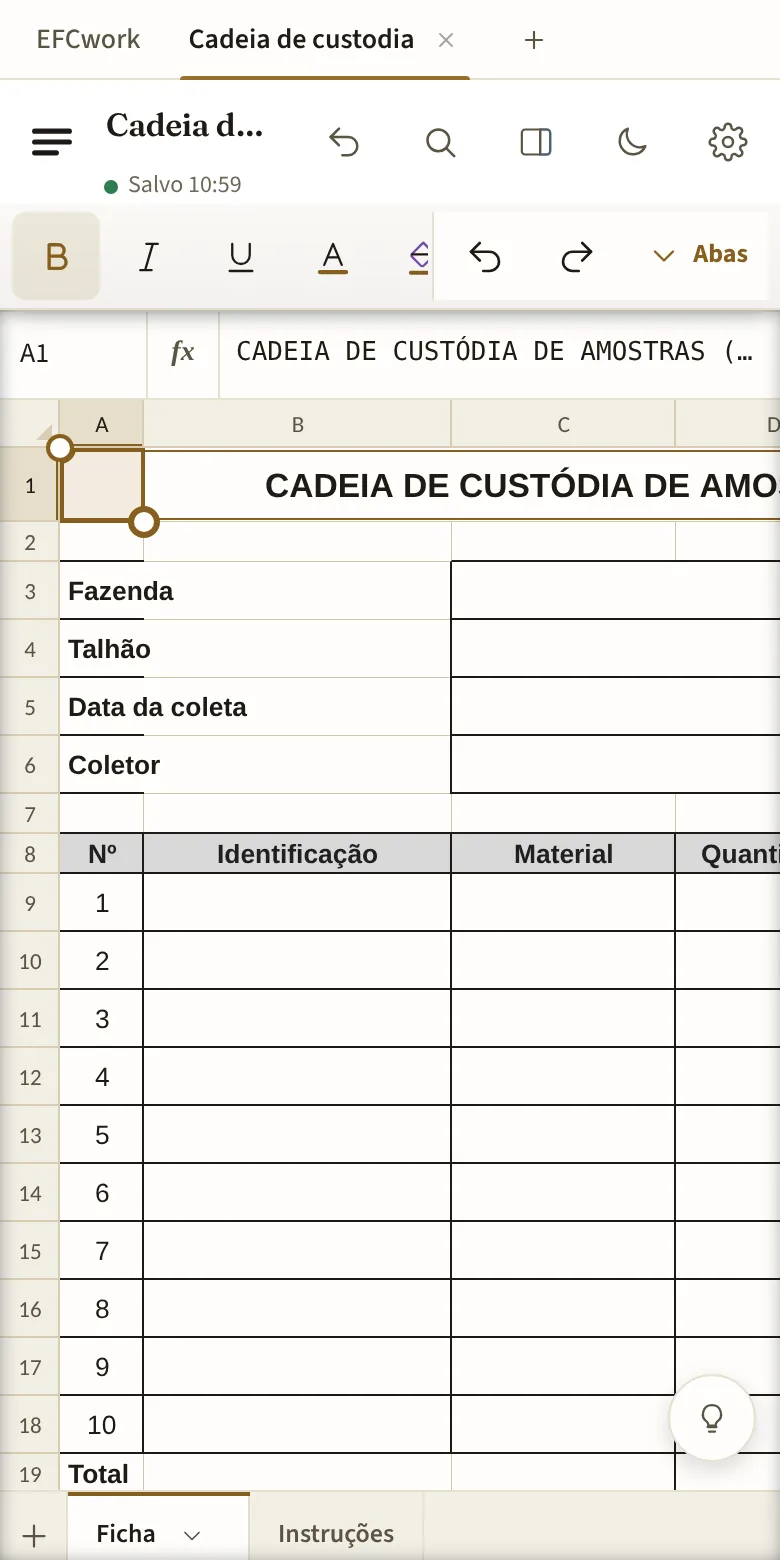 EFCwork Cadeia de custodia × +
Cadeia d...
Salvo 10:59
B I U A Abas
A1 fx CADEIA DE CUSTÓDIA DE AMOSTRAS (…
A B C D
1 CADEIA DE CUSTÓDIA DE AMOS
2
3 Fazenda
4 Talhão
5 Data da coleta
6 Coletor
7
8 Nº Identificação Material Quanti
9 1
10 2
11 3
12 4
13 5
14 6
15 7
16 8
17 9
18 10
19 Total
+ Ficha Instruções